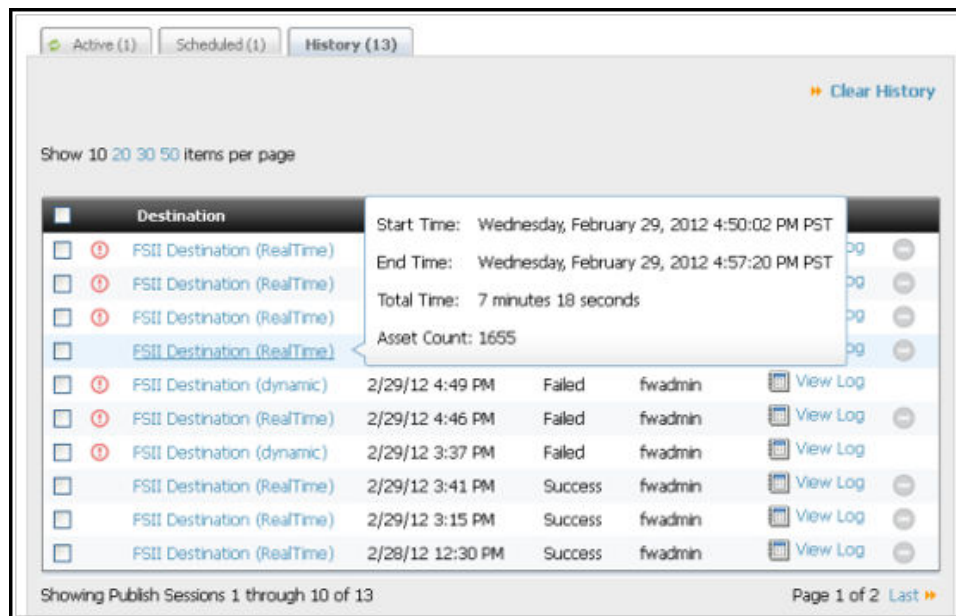 Active (1) Scheduled (1) History (13)
Clear History
Show 10 20 30 50 items per page
Destination
Start Time: Wednesday, February 29, 2012 4:50:02 PM PST
End Time: Wednesday, February 29, 2012 4:57:20 PM PST
Total Time: 7 minutes 18 seconds
Asset Count: 1655
FSII Destination (RealTime)
FSII Destination (RealTime)
FSII Destination (RealTime)
FSII Destination (RealTime)
FSII Destination (dynamic) 2/29/12 4:49 PM Failed fwadmin View Log
FSII Destination (RealTime) 2/29/12 4:46 PM Failed fwadmin View Log
FSII Destination (dynamic) 2/29/12 3:37 PM Failed fwadmin View Log
FSII Destination (RealTime) 2/29/12 3:41 PM Success fwadmin View Log
FSII Destination (RealTime) 2/29/12 3:15 PM Success fwadmin View Log
FSII Destination (RealTime) 2/28/12 12:30 PM Success fwadmin View Log
Showing Publish Sessions 1 through 10 of 13 Page 1 of 2 Last